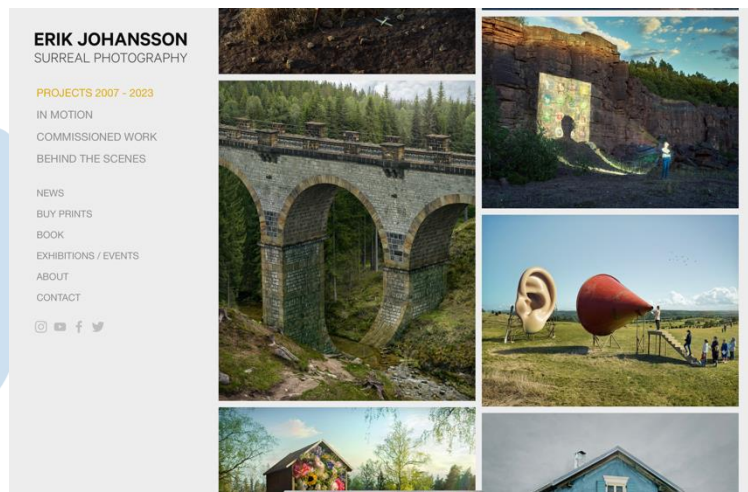 ERIK JOHANSSON
SURREAL PHOTOGRAPHY
PROJECTS 2007 - 2023
IN MOTION
COMMISSIONED WORK
BEHIND THE SCENES
NEWS
BUY PRINTS
BOOK
EXHIBITIONS / EVENTS
ABOUT
CONTACT